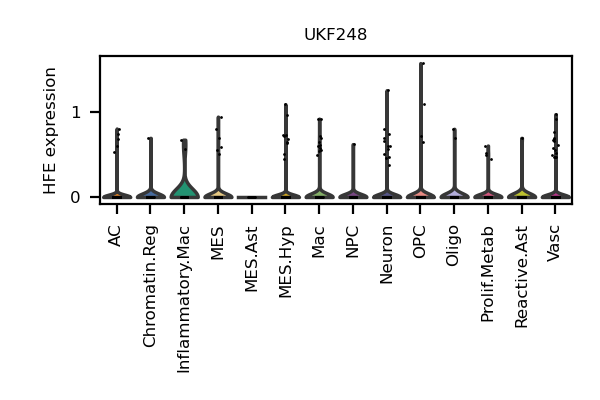 UKF248
HFE expression
1
0
AC
Chromatin.Reg
Inflammatory.Mac
MES
MES.Ast
MES.Hyp
Mac
NPC
Neuron
OPC
Oligo
Prolif.Metab
Reactive.Ast
Vasc